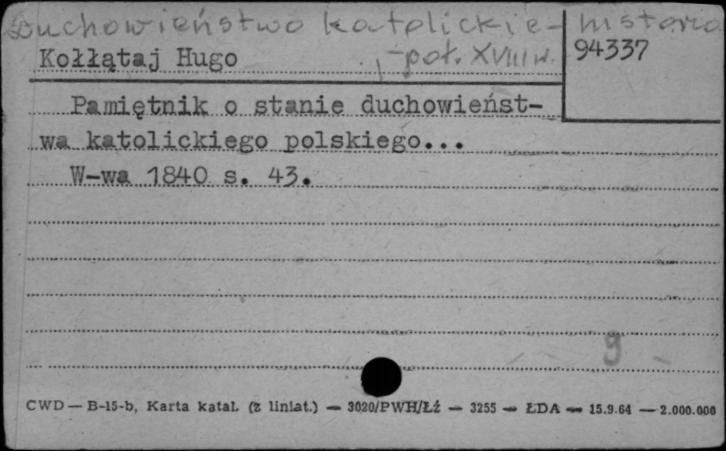 Duchowieństwo katolickie - historia
Kołłątaj Hugo
- poł. XVIII w.
94337
Pamiętnik o stanie duchowieńst-
wa katolickiego polskiego...
W-wa 1840 s. 43.
9
CWD — B-15-b, Karta katal. (z liniat.) — 3020/PWH/Łź — 3255 — ŁDA — 15.9.64 — 2.000.000